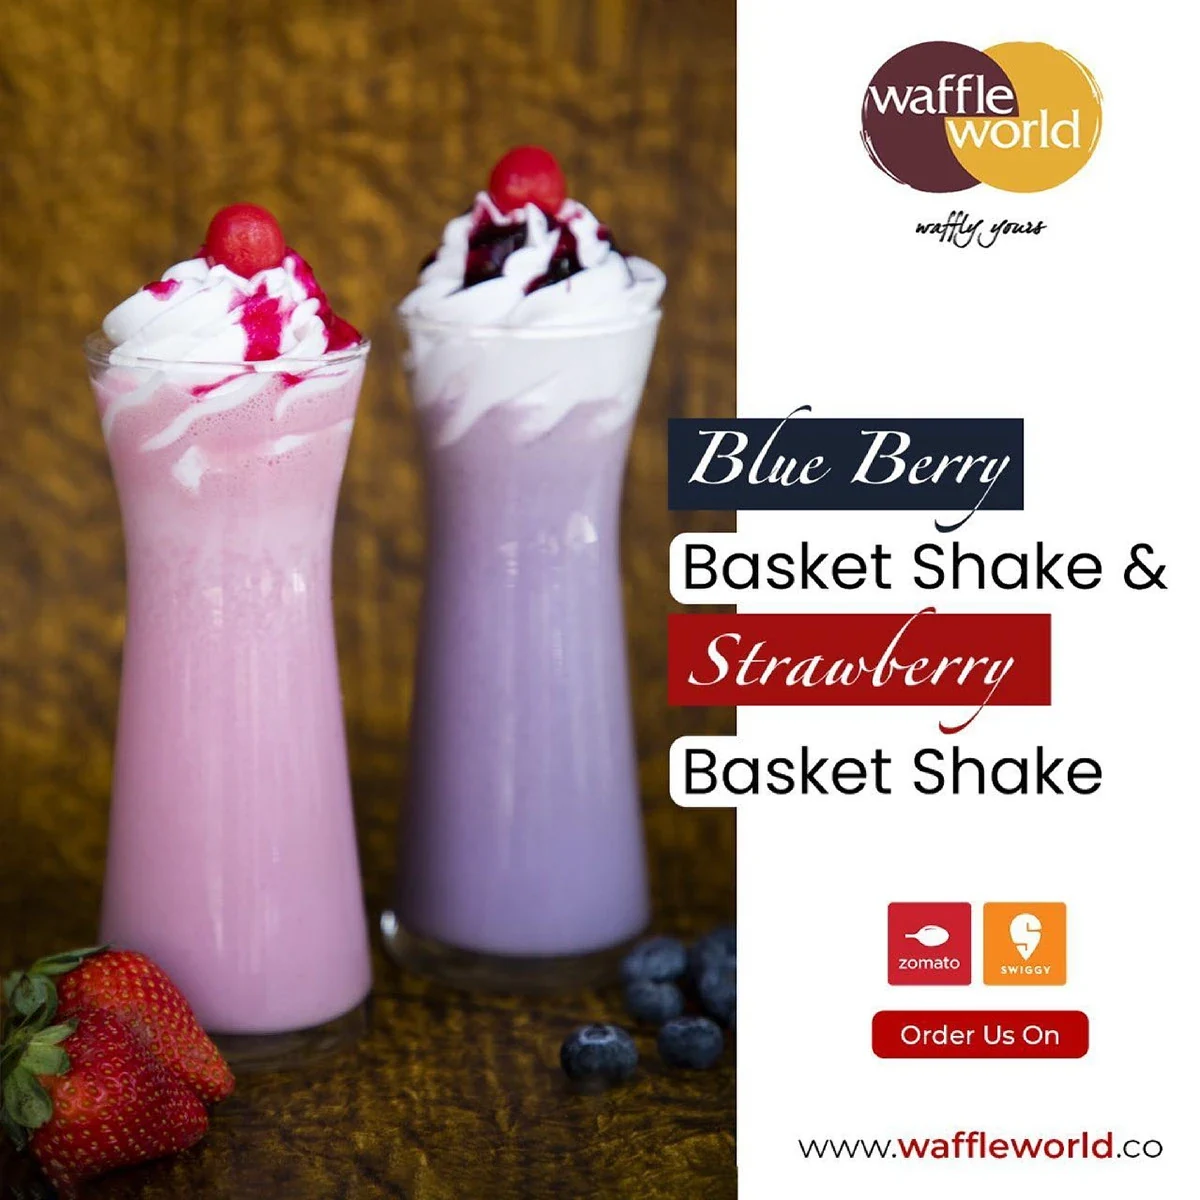 waffle
world
waffly yours
Blue Berry
Basket Shake &
Strawberry
Basket Shake
zomato
SWIGGY
Order Us On
www.waffleworld.co